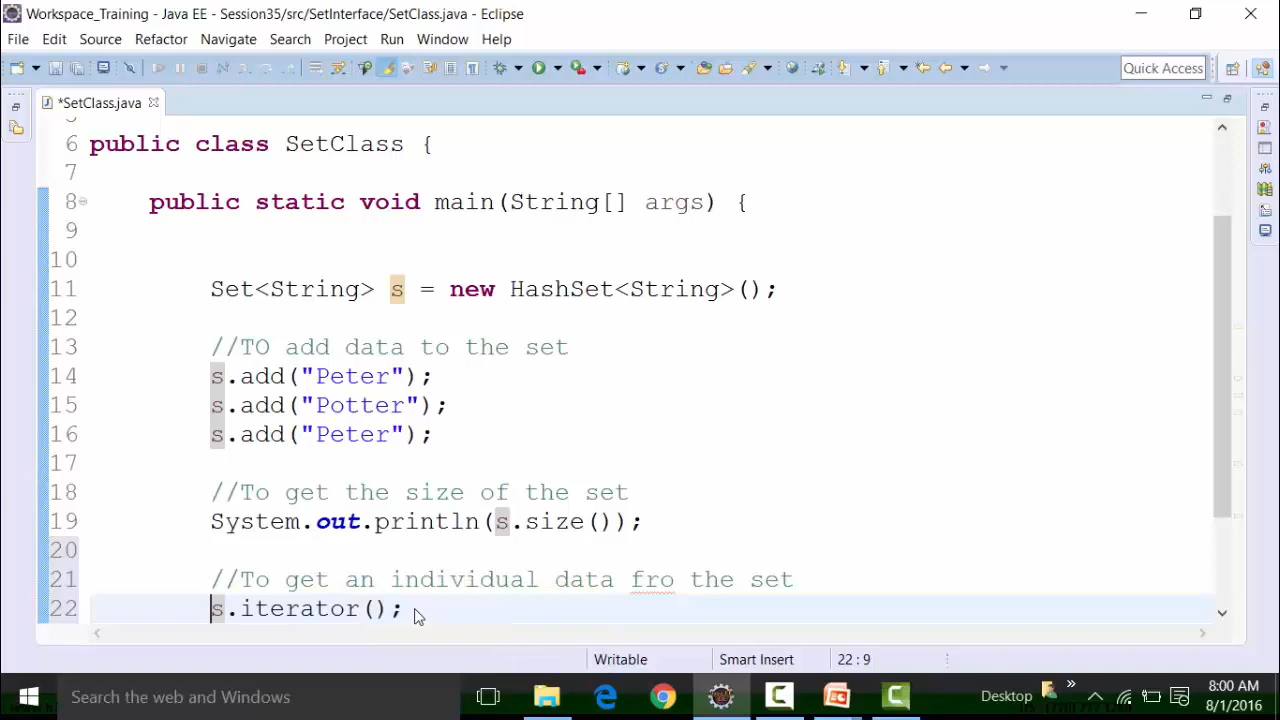 Workspace_Training - Java EE - Session35/src/SetInterface/SetClass.java - Eclipse
File Edit Source Refactor Navigate Search Project Run Window Help
Quick Access
*SetClass.java
6 public class SetClass {
7
8 public static void main(String[] args) {
9
10
11 Set<String> s = new HashSet<String>();
12
13 //TO add data to the set
14 s.add("Peter");
15 s.add("Potter");
16 s.add("Peter");
17
18 //To get the size of the set
19 System.out.println(s.size());
20
21 //To get an individual data fro the set
22 s.iterator();
Writable Smart Insert 22 : 9
Search the web and Windows
Desktop
8:00 AM
8/1/2016